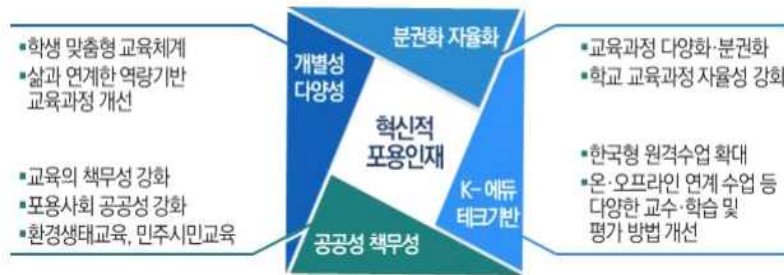 ▪학생 맞춤형 교육체계
▪삶과 연계한 역량기반
교육과정 개선
▪교육의 책무성 강화
▪포용사회 공공성 강화
▪환경생태교육, 민주시민교육
개별성
다양성
분권화 자율화
혁신적
포용인재
K-에듀
테크기반
공공성 책무성
▪교육과정 다양화·분권화
▪학교 교육과정 자율성 강화
▪한국형 원격수업 확대
▪온·오프라인 연계 수업 등
다양한 교수·학습 및
평가 방법 개선